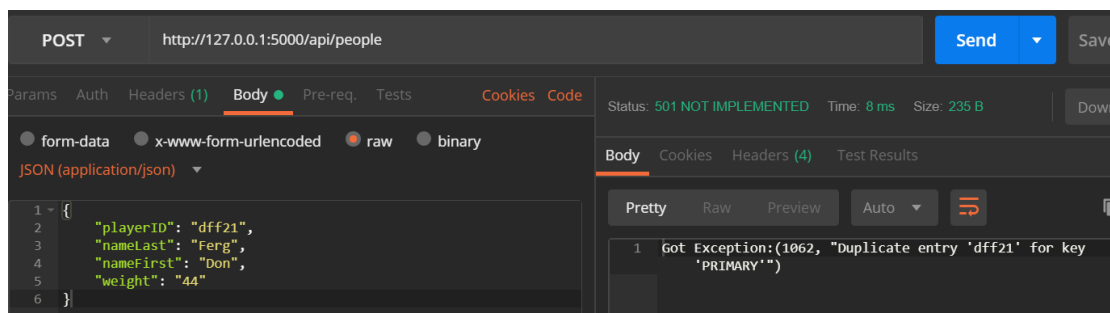 POST http://127.0.0.1:5000/api/people Send Save
Params Auth Headers (1) Body Pre-req. Tests Cookies Code
Status: 501 NOT IMPLEMENTED Time: 8 ms Size: 235 B Down
form-data x-www-form-urlencoded raw binary
JSON (application/json)
Body Cookies Headers (4) Test Results
Pretty Raw Preview Auto
1 {
2 "playerID": "dff21",
3 "nameLast": "Ferg",
4 "nameFirst": "Don",
5 "weight": "44"
6 }
1 Got Exception:(1062, "Duplicate entry 'dff21' for key
'PRIMARY'")